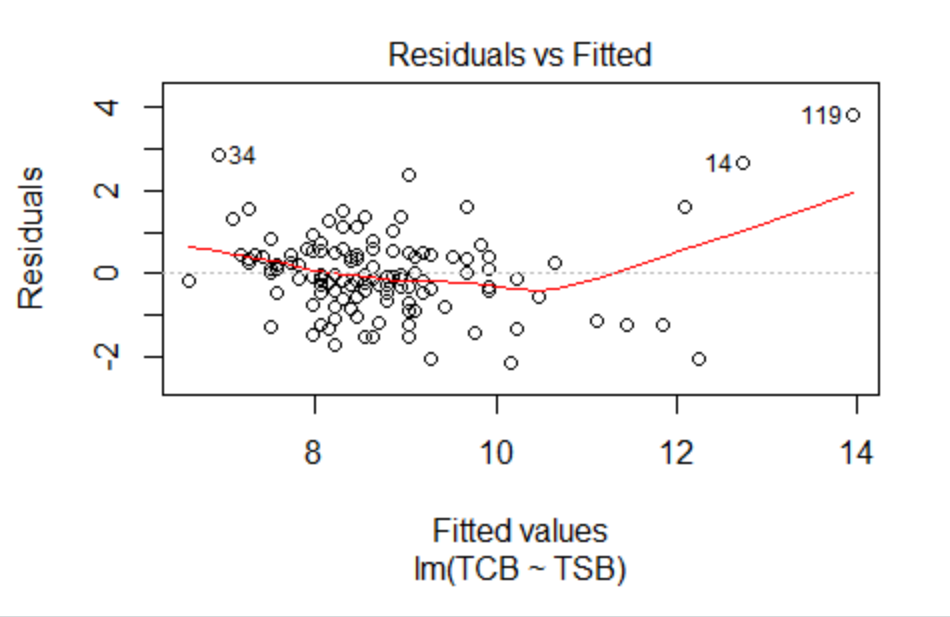 Residuals vs Fitted
Residuals
4
2
0
-2
34
14
119
8
10
12
14
Fitted values
lm(TCB ~ TSB)